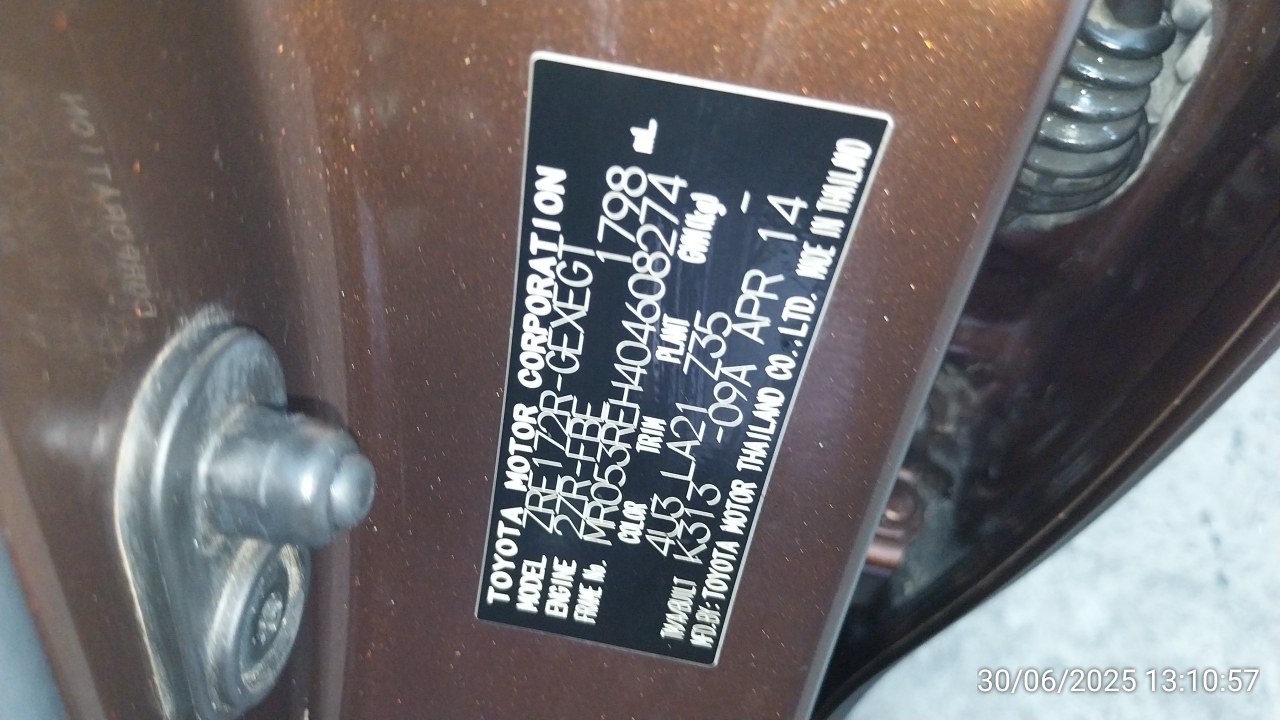 TOYOTA MOTOR CORPORATION
MODEL ZRE172R-GEXEGT
ENGINE 2ZR-FBE 1798 mL
FRAME No. MR053REH404608274
COLOR TRIM PLANT GVW(kg)
4U3 LA21 Z35 -
TM/A/BUILT K313 -09A APR 14
MFD.BY: TOYOTA MOTOR THAILAND CO.,LTD. MADE IN THAILAND
30/06/2025 13:10:57